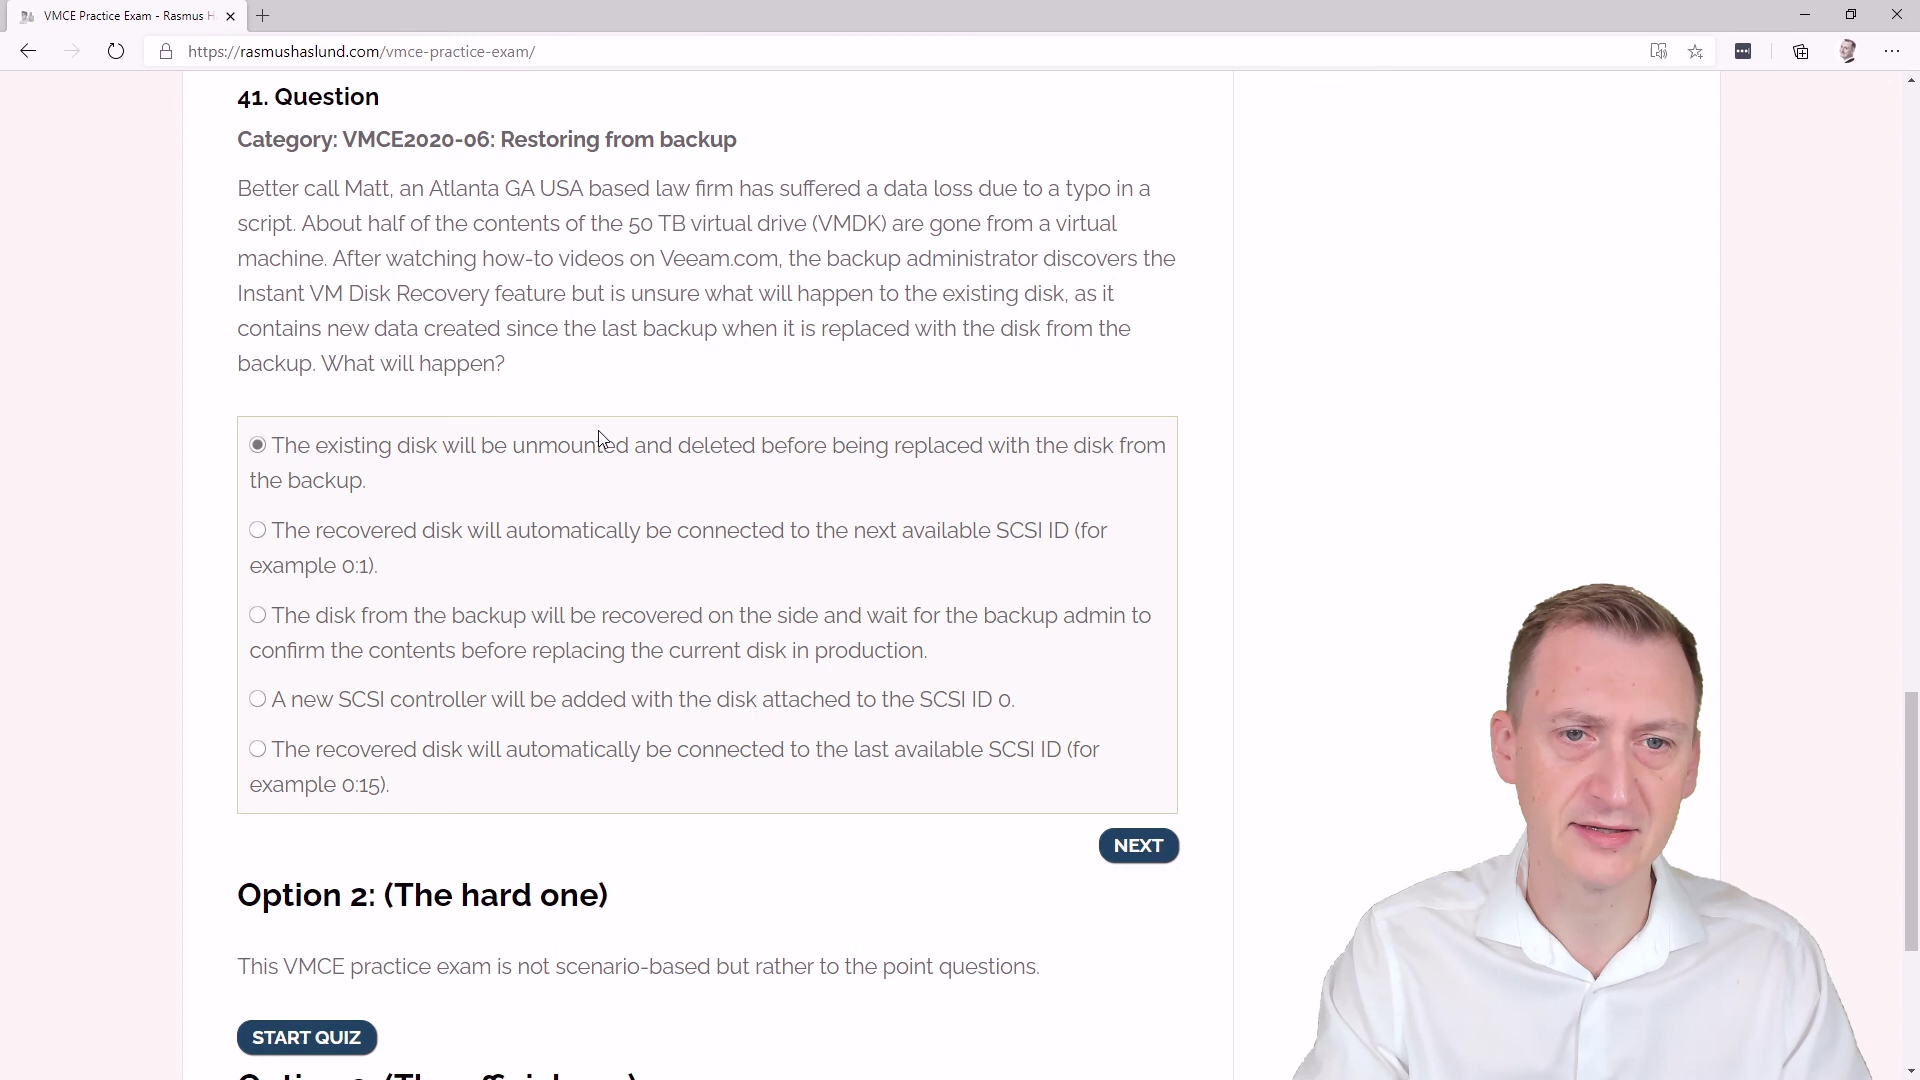 VMCE Practice Exam - Rasmus H
https://rasmushaslund.com/vmce-practice-exam/
41. Question
Category: VMCE2020-06: Restoring from backup
Better call Matt, an Atlanta GA USA based law firm has suffered a data loss due to a typo in a
script. About half of the contents of the 50 TB virtual drive (VMDK) are gone from a virtual
machine. After watching how-to videos on Veeam.com, the backup administrator discovers the
Instant VM Disk Recovery feature but is unsure what will happen to the existing disk, as it
contains new data created since the last backup when it is replaced with the disk from the
backup. What will happen?
The existing disk will be unmounted and deleted before being replaced with the disk from
the backup.
The recovered disk will automatically be connected to the next available SCSI ID (for
example 0:1).
The disk from the backup will be recovered on the side and wait for the backup admin to
confirm the contents before replacing the current disk in production.
A new SCSI controller will be added with the disk attached to the SCSI ID 0.
The recovered disk will automatically be connected to the last available SCSI ID (for
example 0:15).
NEXT
Option 2: (The hard one)
This VMCE practice exam is not scenario-based but rather to the point questions.
START QUIZ